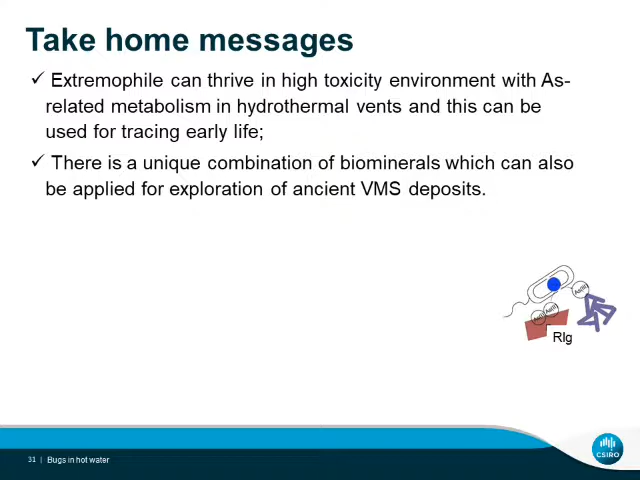 Take home messages
✓ Extremophile can thrive in high toxicity environment with As-
related metabolism in hydrothermal vents and this can be
used for tracing early life;
✓ There is a unique combination of biominerals which can also
be applied for exploration of ancient VMS deposits.
Rlg
31 | Bugs in hot water
CSIRO